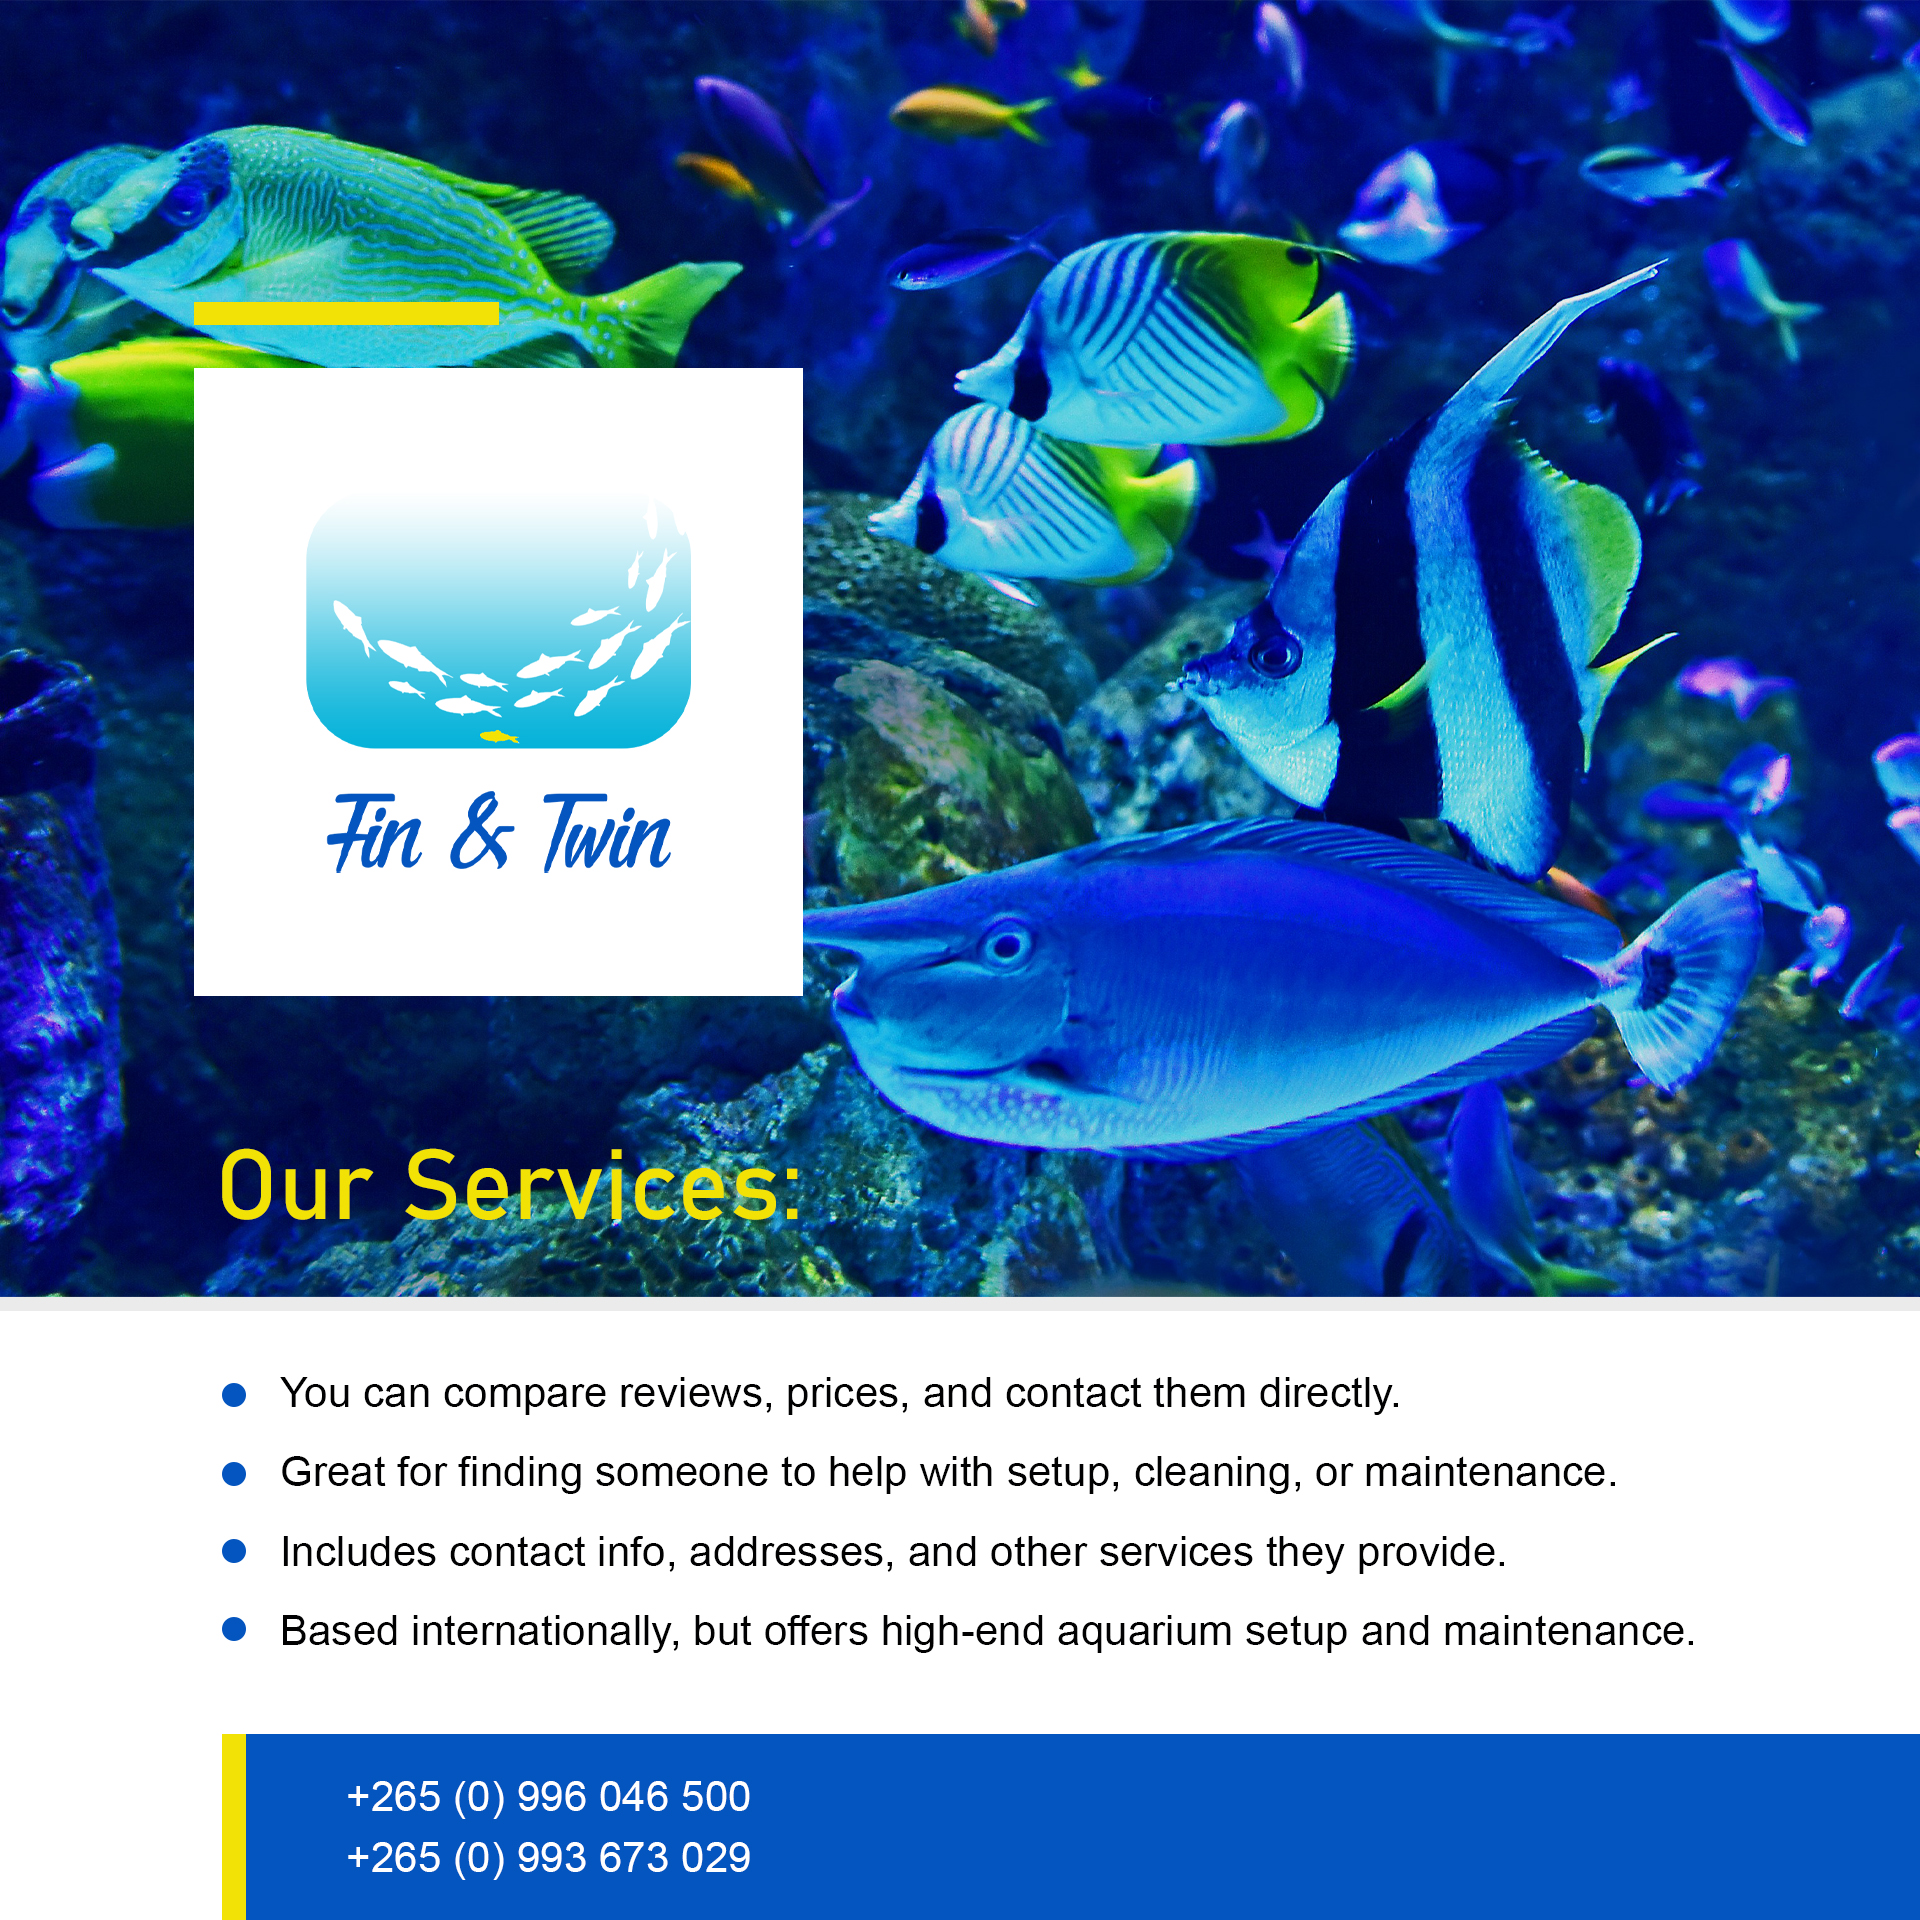 Fin & Twin
Our Services:
You can compare reviews, prices, and contact them directly.
Great for finding someone to help with setup, cleaning, or maintenance.
Includes contact info, addresses, and other services they provide.
Based internationally, but offers high-end aquarium setup and maintenance.
+265 (0) 996 046 500
+265 (0) 993 673 029